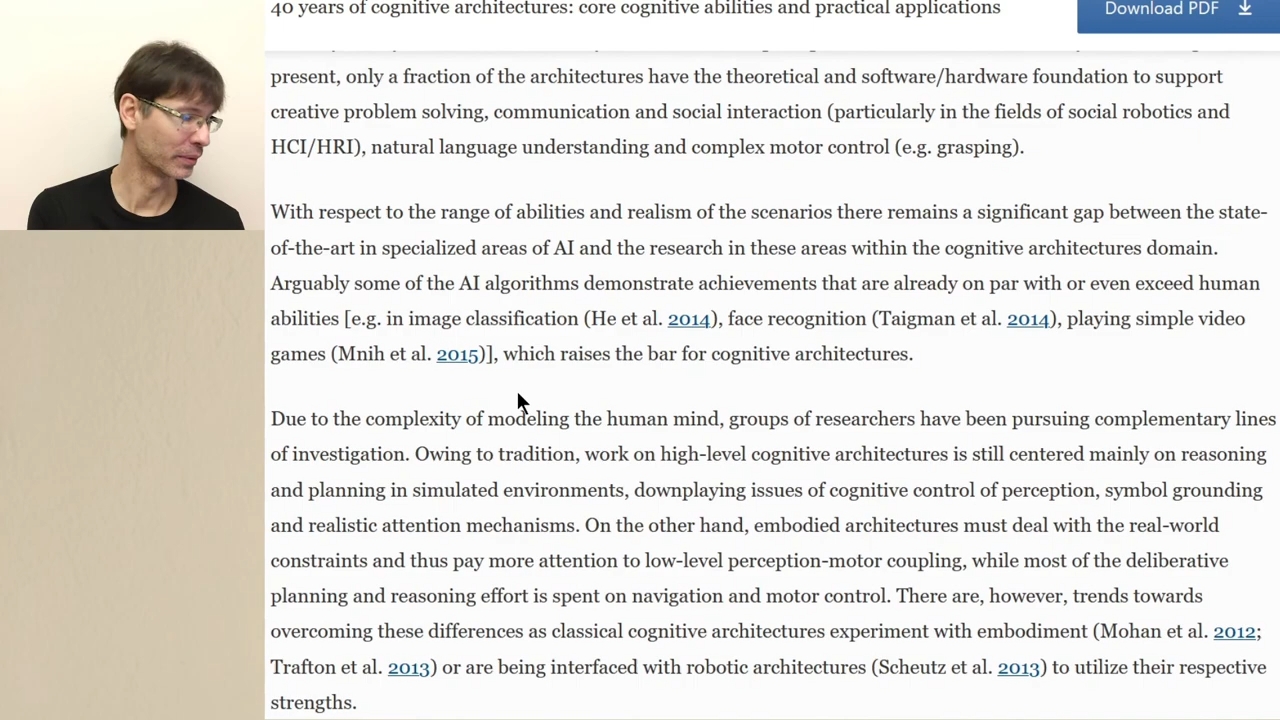 40 years of cognitive architectures: core cognitive abilities and practical applications
Download PDF
present, only a fraction of the architectures have the theoretical and software/hardware foundation to support
creative problem solving, communication and social interaction (particularly in the fields of social robotics and
HCI/HRI), natural language understanding and complex motor control (e.g. grasping).
With respect to the range of abilities and realism of the scenarios there remains a significant gap between the state-
of-the-art in specialized areas of AI and the research in these areas within the cognitive architectures domain.
Arguably some of the AI algorithms demonstrate achievements that are already on par with or even exceed human
abilities [e.g. in image classification (He et al. 2014), face recognition (Taigman et al. 2014), playing simple video
games (Mnih et al. 2015)], which raises the bar for cognitive architectures.
Due to the complexity of modeling the human mind, groups of researchers have been pursuing complementary lines
of investigation. Owing to tradition, work on high-level cognitive architectures is still centered mainly on reasoning
and planning in simulated environments, downplaying issues of cognitive control of perception, symbol grounding
and realistic attention mechanisms. On the other hand, embodied architectures must deal with the real-world
constraints and thus pay more attention to low-level perception-motor coupling, while most of the deliberative
planning and reasoning effort is spent on navigation and motor control. There are, however, trends towards
overcoming these differences as classical cognitive architectures experiment with embodiment (Mohan et al. 2012;
Trafton et al. 2013) or are being interfaced with robotic architectures (Scheutz et al. 2013) to utilize their respective
strengths.